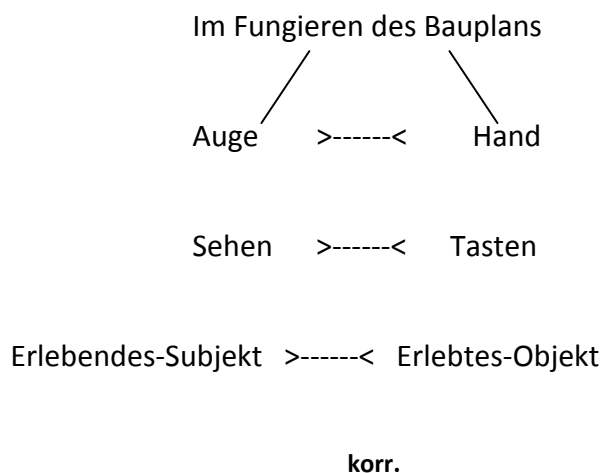 Im Fungieren des Bauplans
Auge >------< Hand
Sehen >------< Tasten
Erlebendes-Subjekt >------< Erlebtes-Objekt
korr.